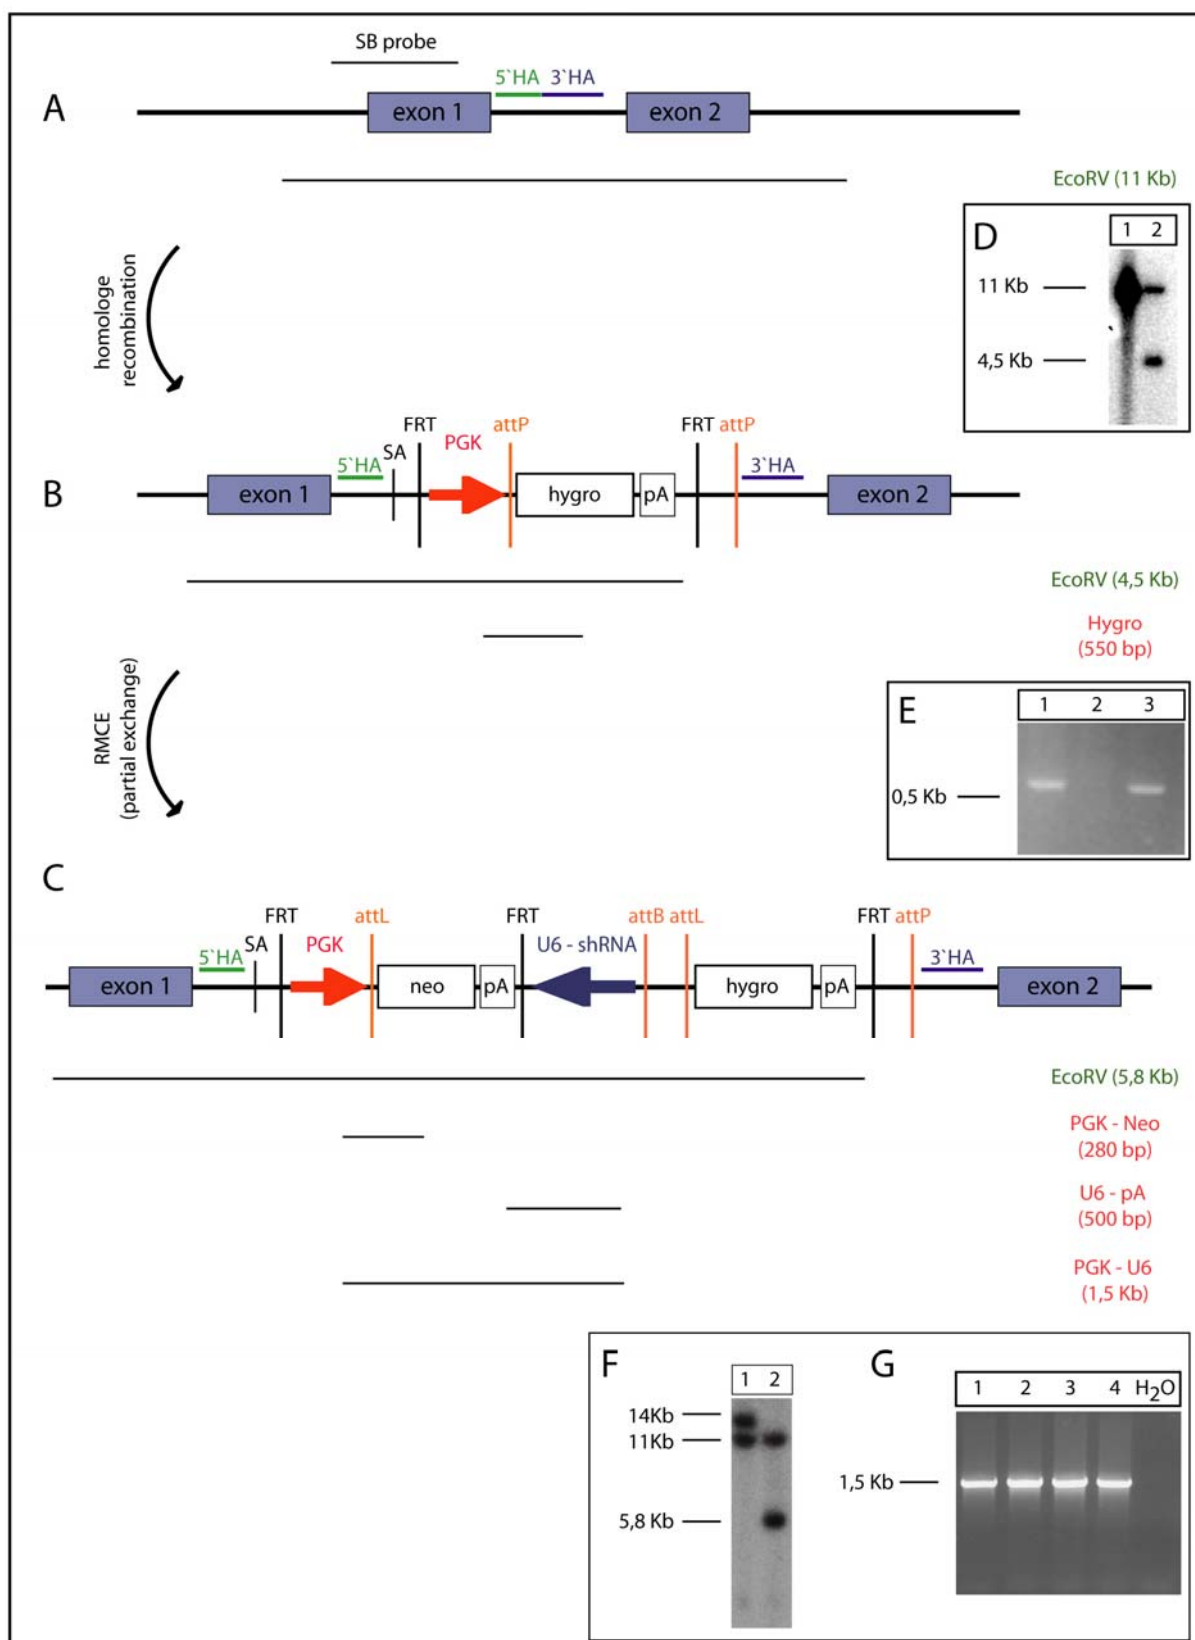 SB probe
5`HA 3`HA
A
exon 1
exon 2
EcoRV (11 Kb)
homologe
recombination
D
1 2
11 Kb
4,5 Kb
FRT
PGK
attP
FRT attP
SA
5`HA
3`HA
B
exon 1
hygro
pA
exon 2
EcoRV (4,5 Kb)
Hygro
(550 bp)
RMCE
(partial exchange)
E
1 2 3
0,5 Kb
C
FRT
attL
FRT
attB attL
FRT attP
SA
PGK
U6 - shRNA
5`HA
3`HA
exon 1
neo
pA
hygro
pA
exon 2
EcoRV (5,8 Kb)
PGK - Neo
(280 bp)
U6 - pA
(500 bp)
PGK - U6
(1,5 Kb)
F
1 2
14Kb
11Kb
5,8 Kb
G
1 2 3 4 H₂O
1,5 Kb